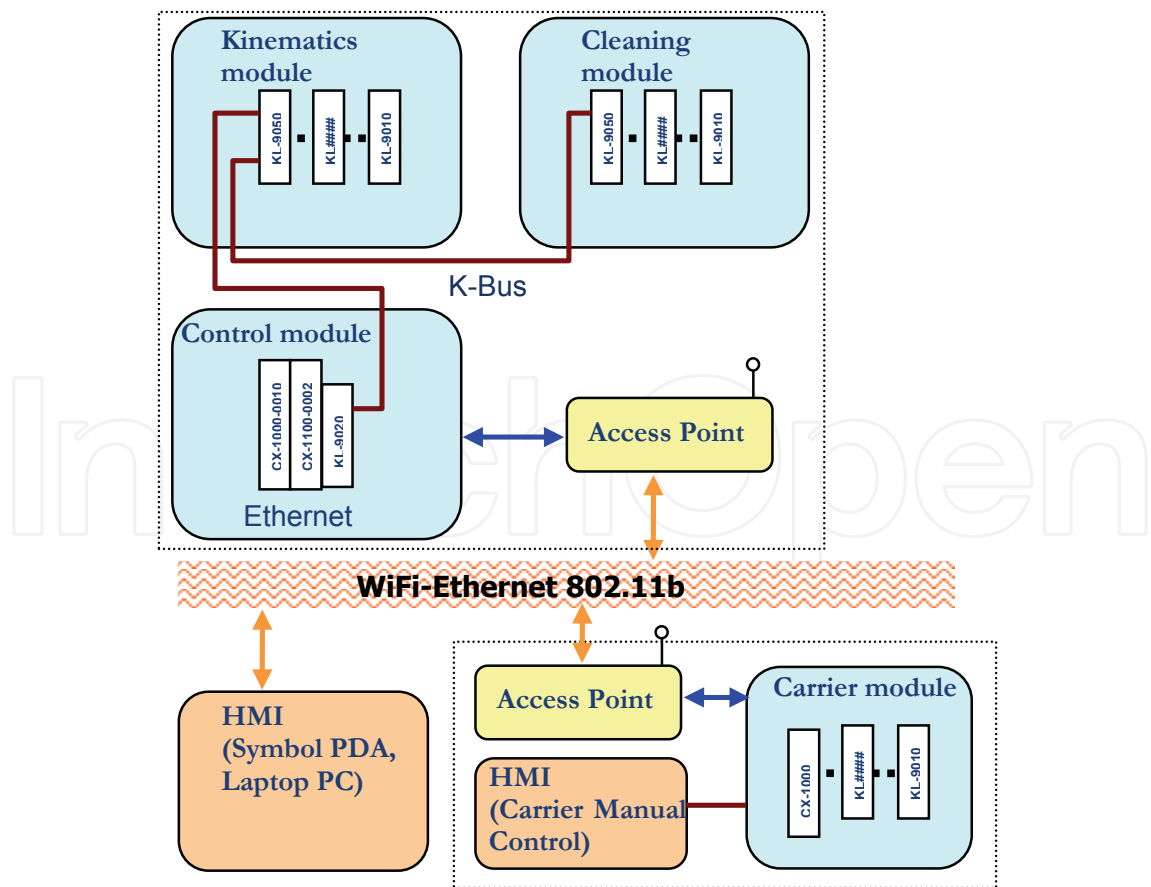 Kinematics
module
KL-9050
KL####
KL-9010
Cleaning
module
KL-9050
KL####
KL-9010
K-Bus
Control module
CX-1000-0010
CX-1100-0002
KL-9020
Ethernet
Access Point
InTechOpen
WiFi-Ethernet 802.11b
HMI
(Symbol PDA,
Laptop PC)
Access Point
HMI
(Carrier Manual
Control)
Carrier module
CX-1000
KL####
KL-9010